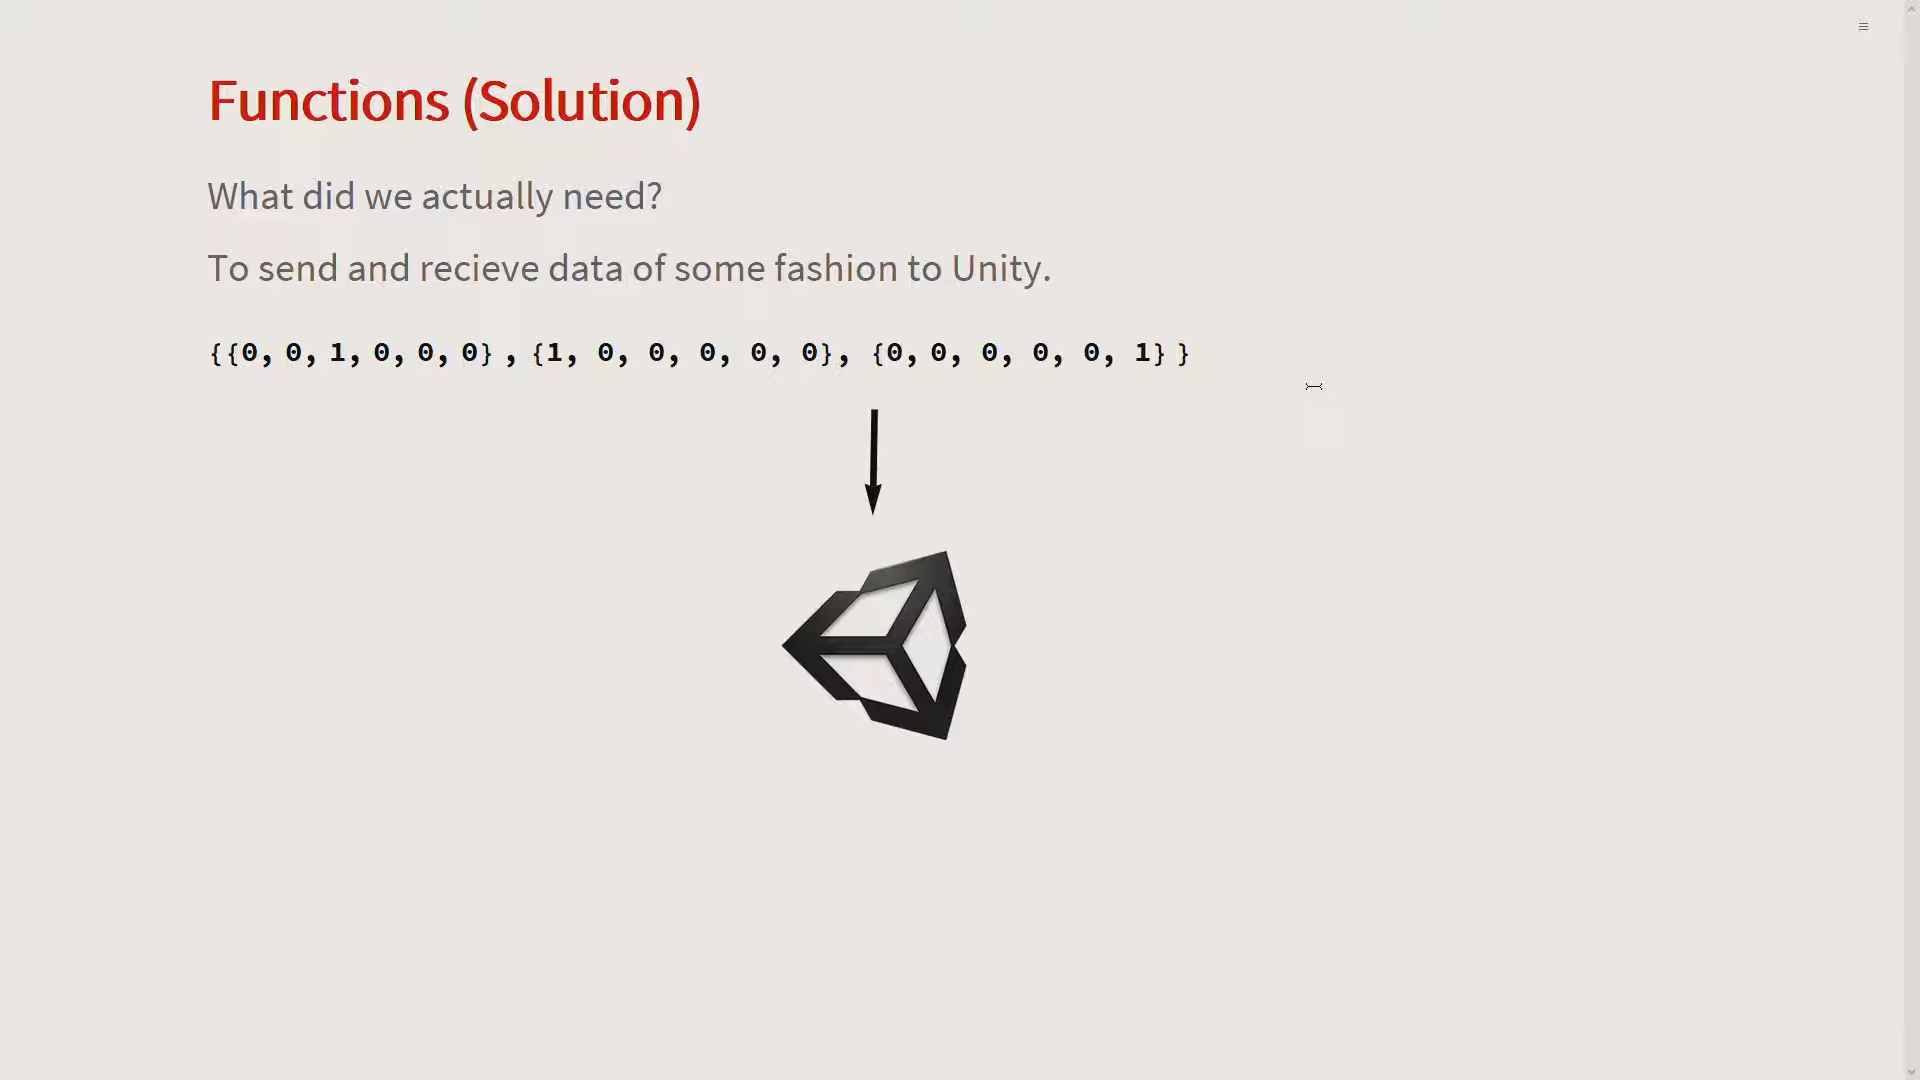 Functions (Solution)
What did we actually need?
To send and recieve data of some fashion to Unity.
{{0, 0, 1, 0, 0, 0} , {1, 0, 0, 0, 0, 0}, {0, 0, 0, 0, 0, 1} }